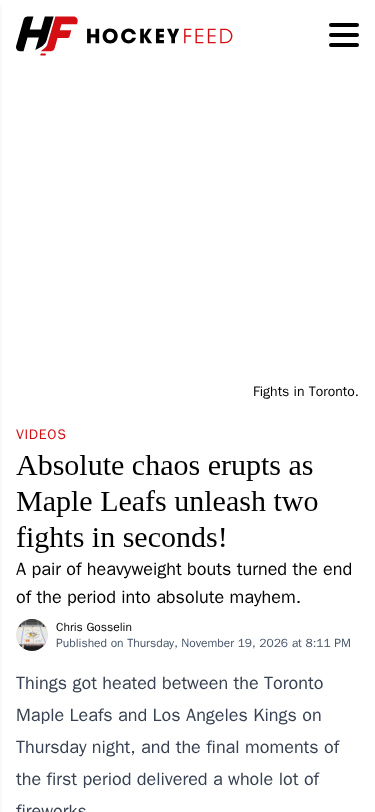 HF HOCKEYFEED
Fights in Toronto.
VIDEOS
Absolute chaos erupts as
Maple Leafs unleash two
fights in seconds!
A pair of heavyweight bouts turned the end
of the period into absolute mayhem.
Chris Gosselin
Published on Thursday, November 19, 2026 at 8:11 PM
Things got heated between the Toronto
Maple Leafs and Los Angeles Kings on
Thursday night, and the final moments of
the first period delivered a whole lot of
fireworks